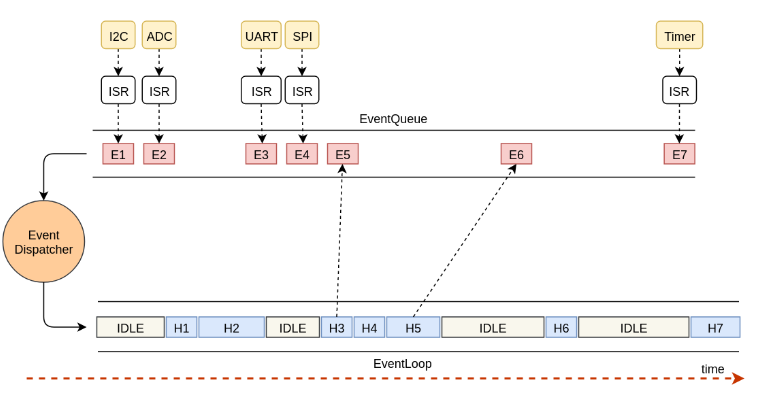 I2C ADC UART SPI Timer
ISR ISR ISR ISR ISR
EventQueue
E1 E2 E3 E4 E5 E6 E7
Event
Dispatcher
IDLE H1 H2 IDLE H3 H4 H5 IDLE H6 IDLE H7
EventLoop
time